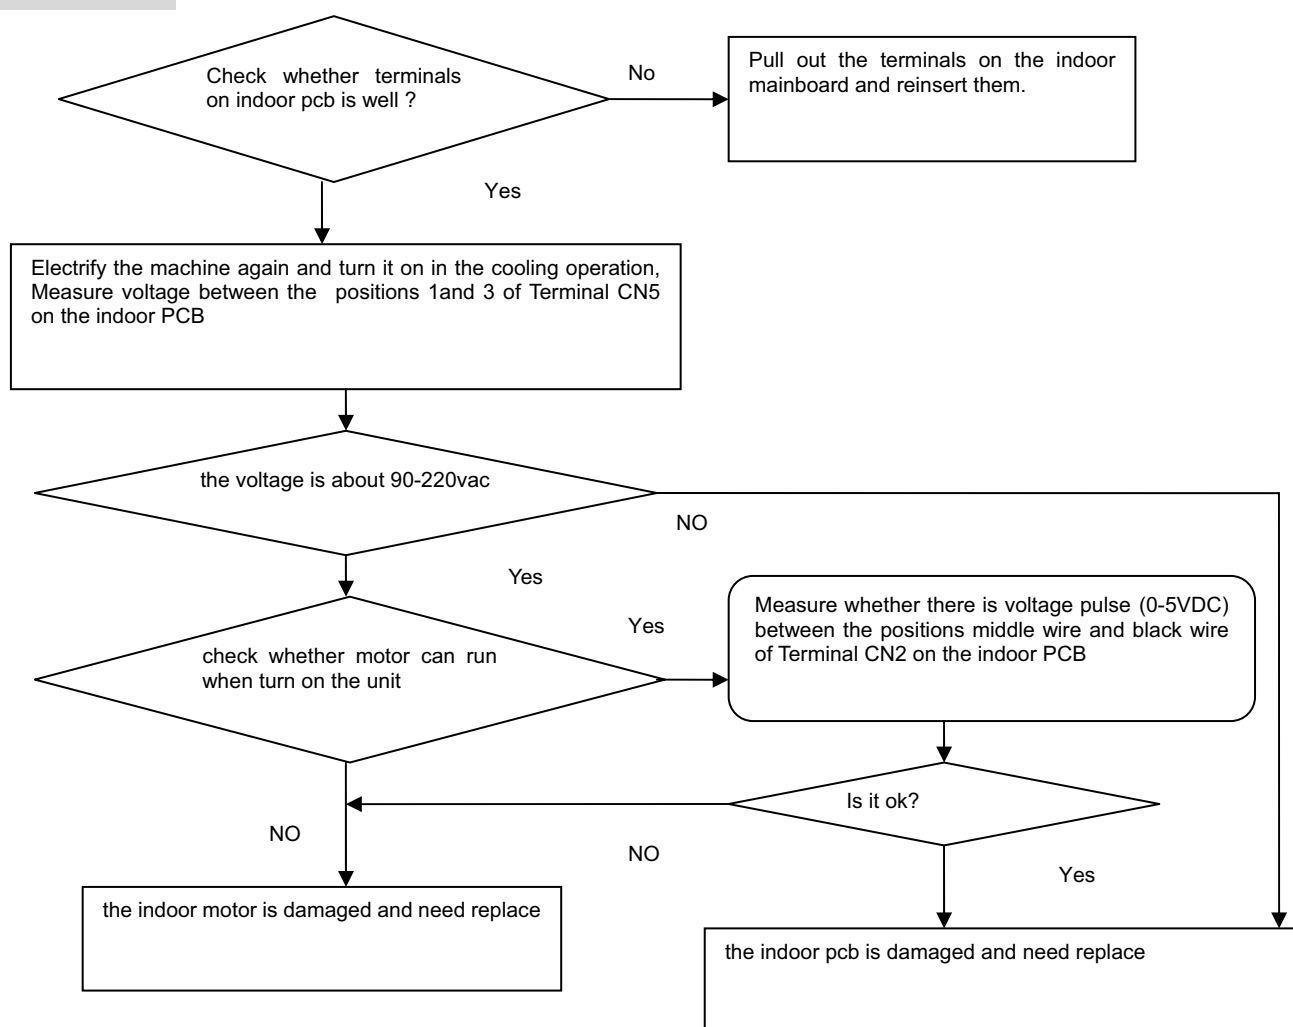 Check whether terminals
on indoor pcb is well ?
No
Pull out the terminals on the indoor
mainboard and reinsert them.
Yes
Electrify the machine again and turn it on in the cooling operation,
Measure voltage between the positions 1and 3 of Terminal CN5
on the indoor PCB
the voltage is about 90-220vac
NO
Yes
check whether motor can run
when turn on the unit
Yes
Measure whether there is voltage pulse (0-5VDC)
between the positions middle wire and black wire
of Terminal CN2 on the indoor PCB
Is it ok?
NO
NO
Yes
the indoor motor is damaged and need replace
the indoor pcb is damaged and need replace